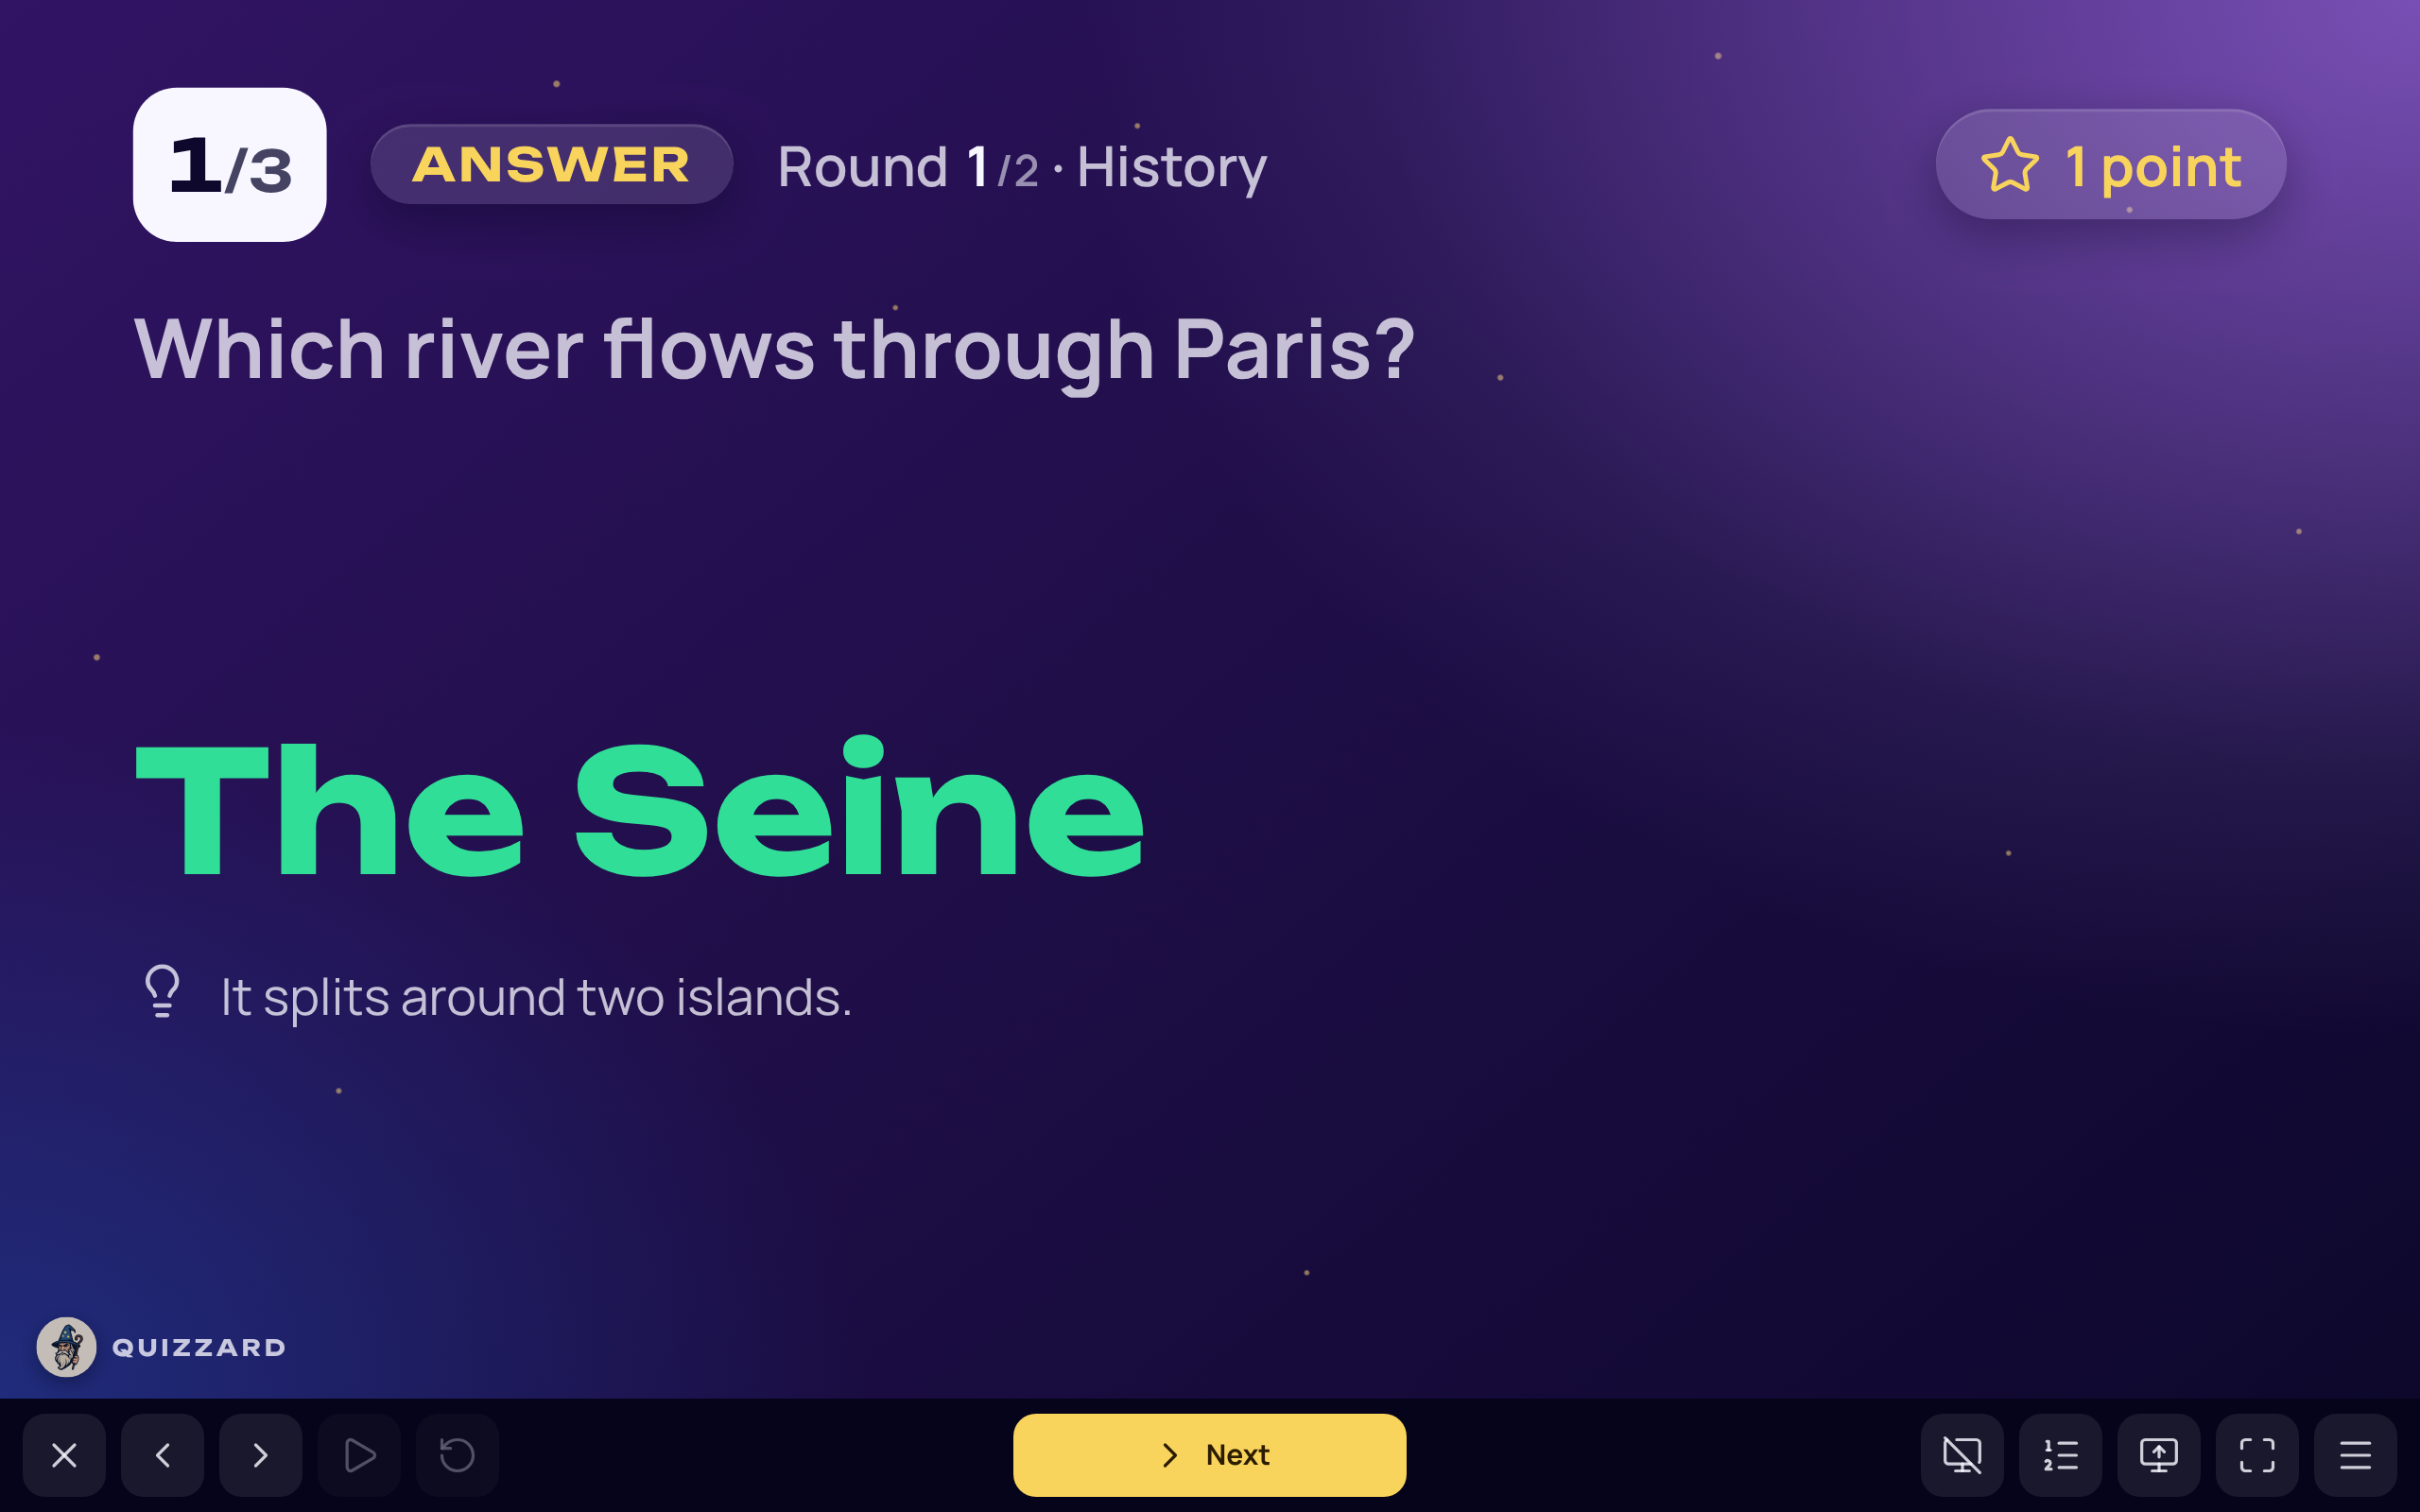 1/3
ANSWER
Round 1/2 · History
1 point
Which river flows through Paris?
The Seine
It splits around two islands.
QUIZZARD
Next